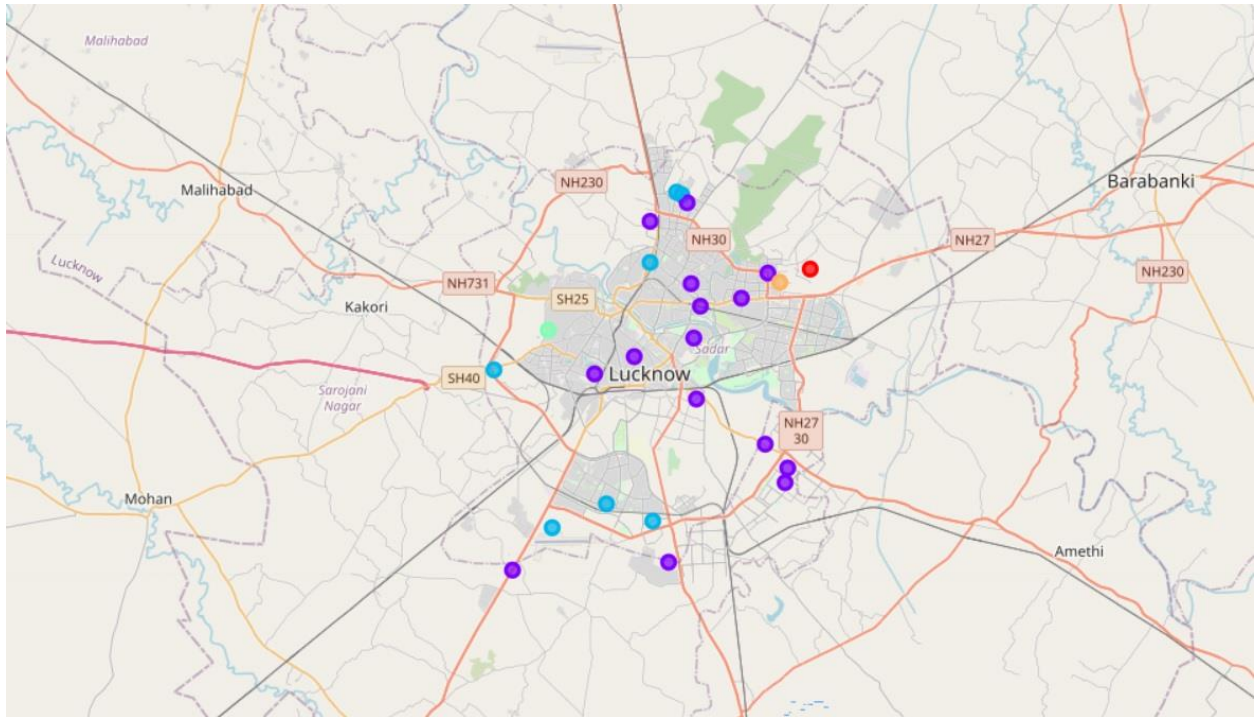 Malihabad
Malihabad
NH230
Barabanki
NH30
NH27
Lucknow
NH731
SH25
NH230
Kakori
Sadar
Lucknow
SH40
Sarojani
Nagar
NH27
30
Mohan
Amethi